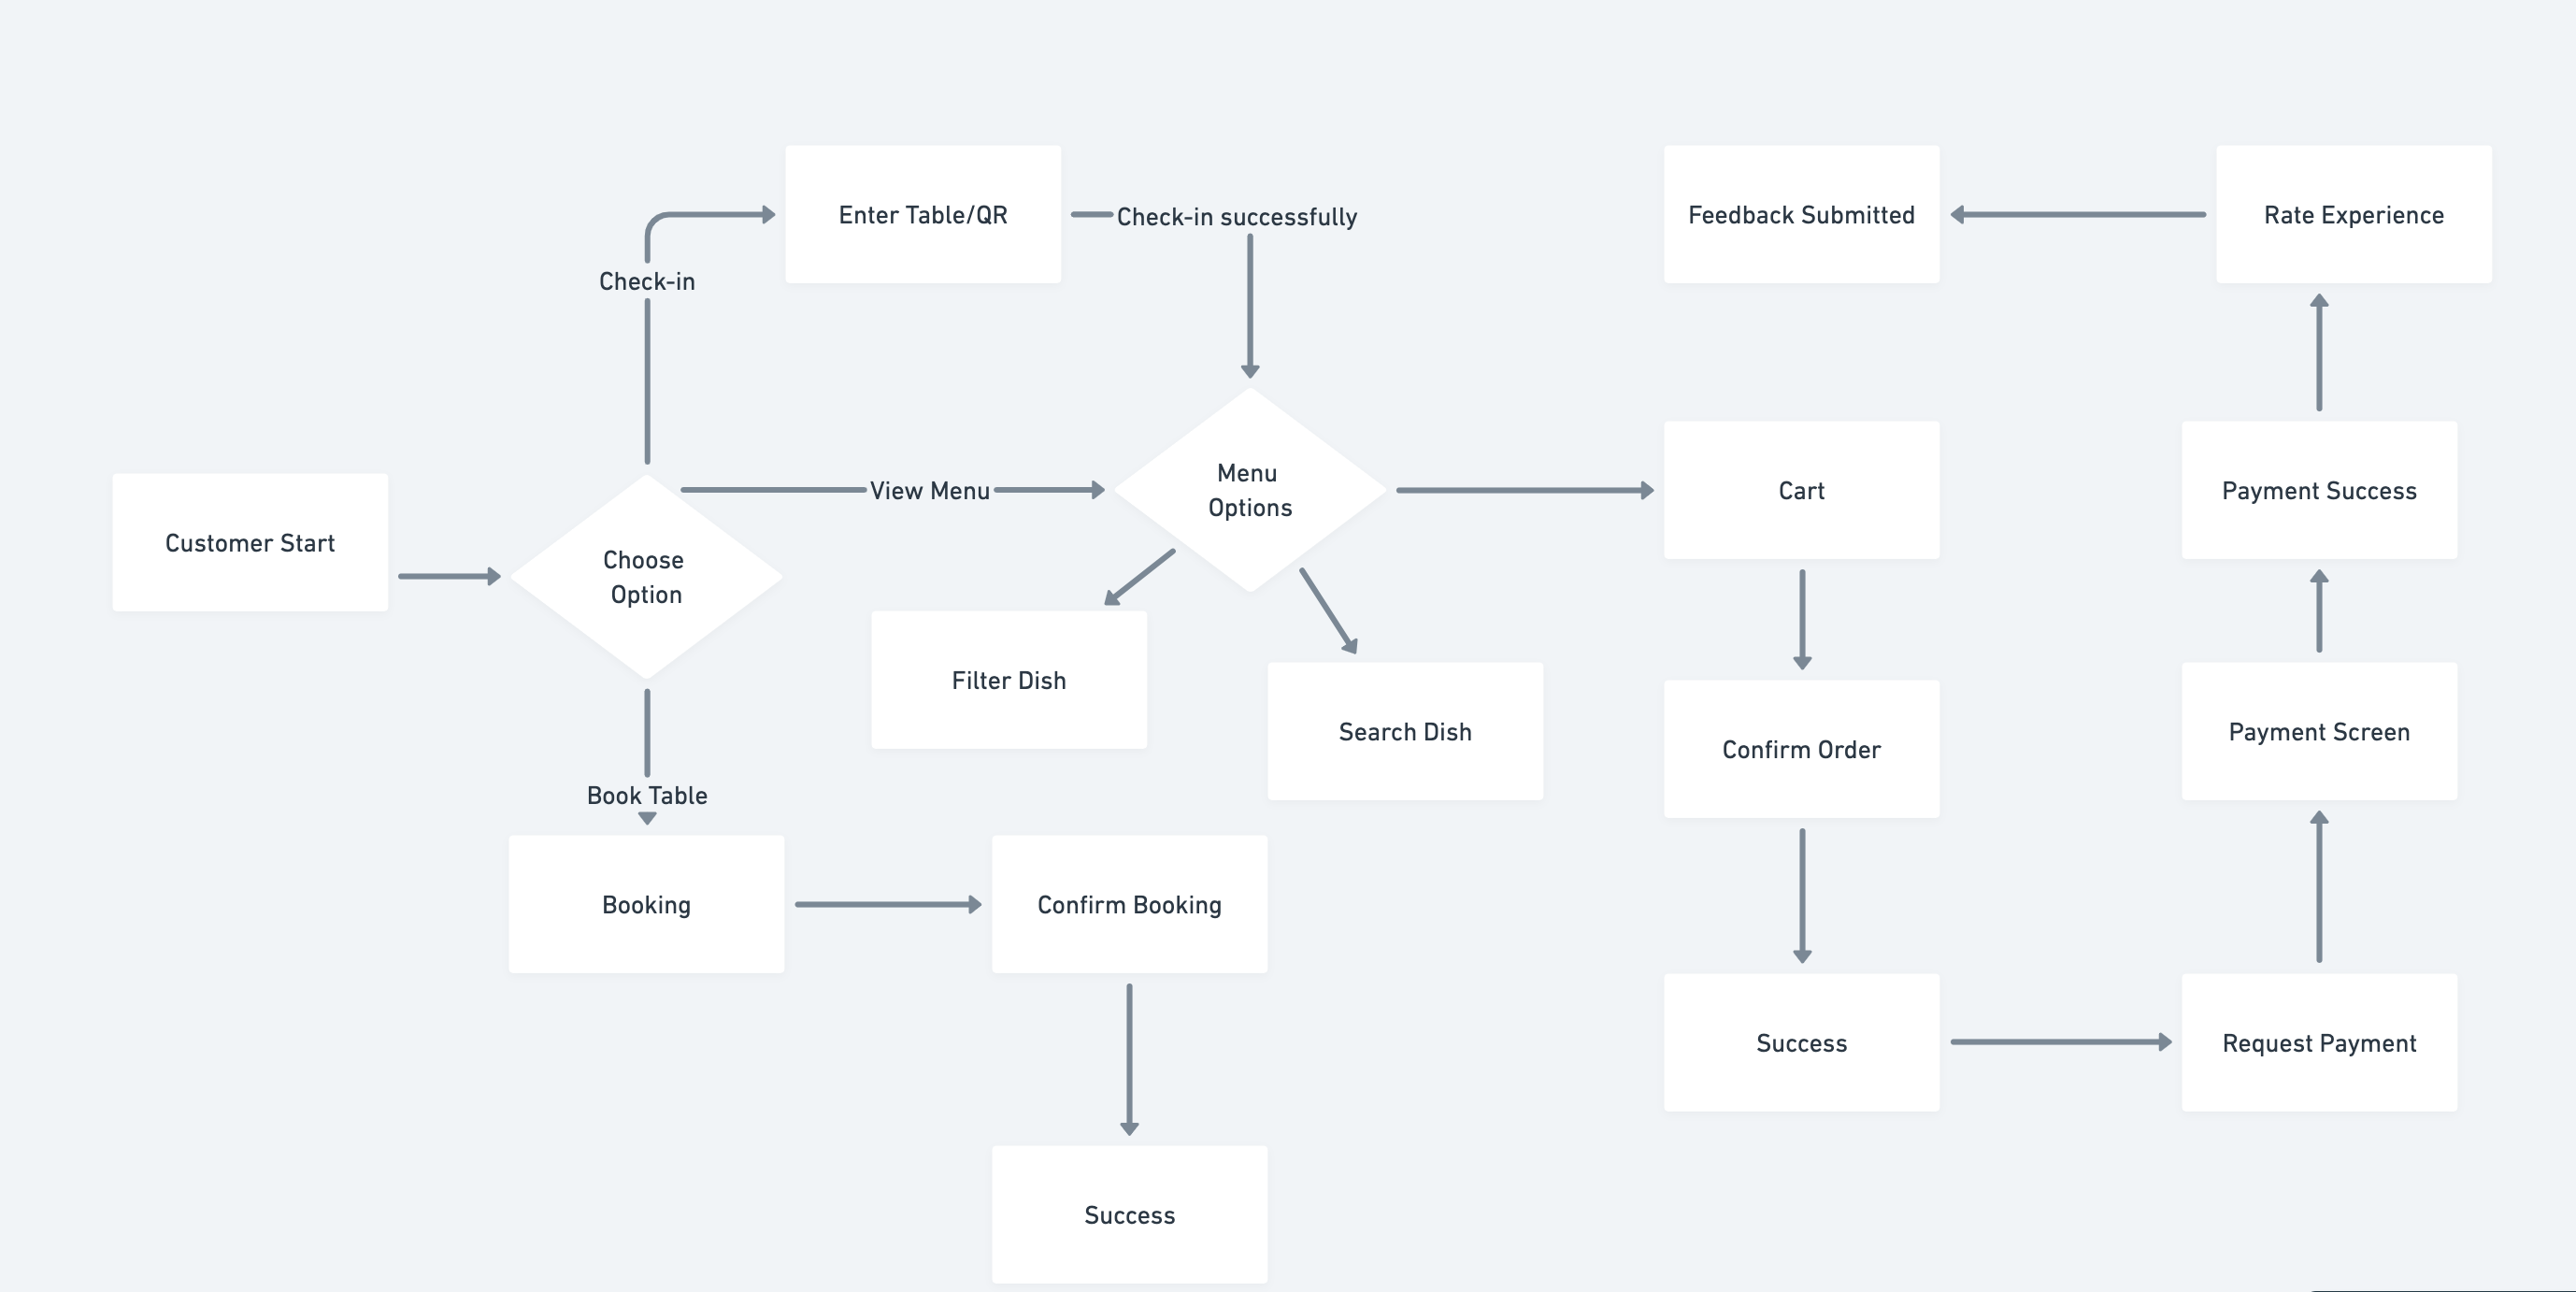 Enter Table/QR
Check-in successfully
Feedback Submitted
Rate Experience
Check-in
Customer Start
Choose
Option
View Menu
Menu
Options
Cart
Payment Success
Filter Dish
Search Dish
Confirm Order
Payment Screen
Book Table
Booking
Confirm Booking
Success
Request Payment
Success